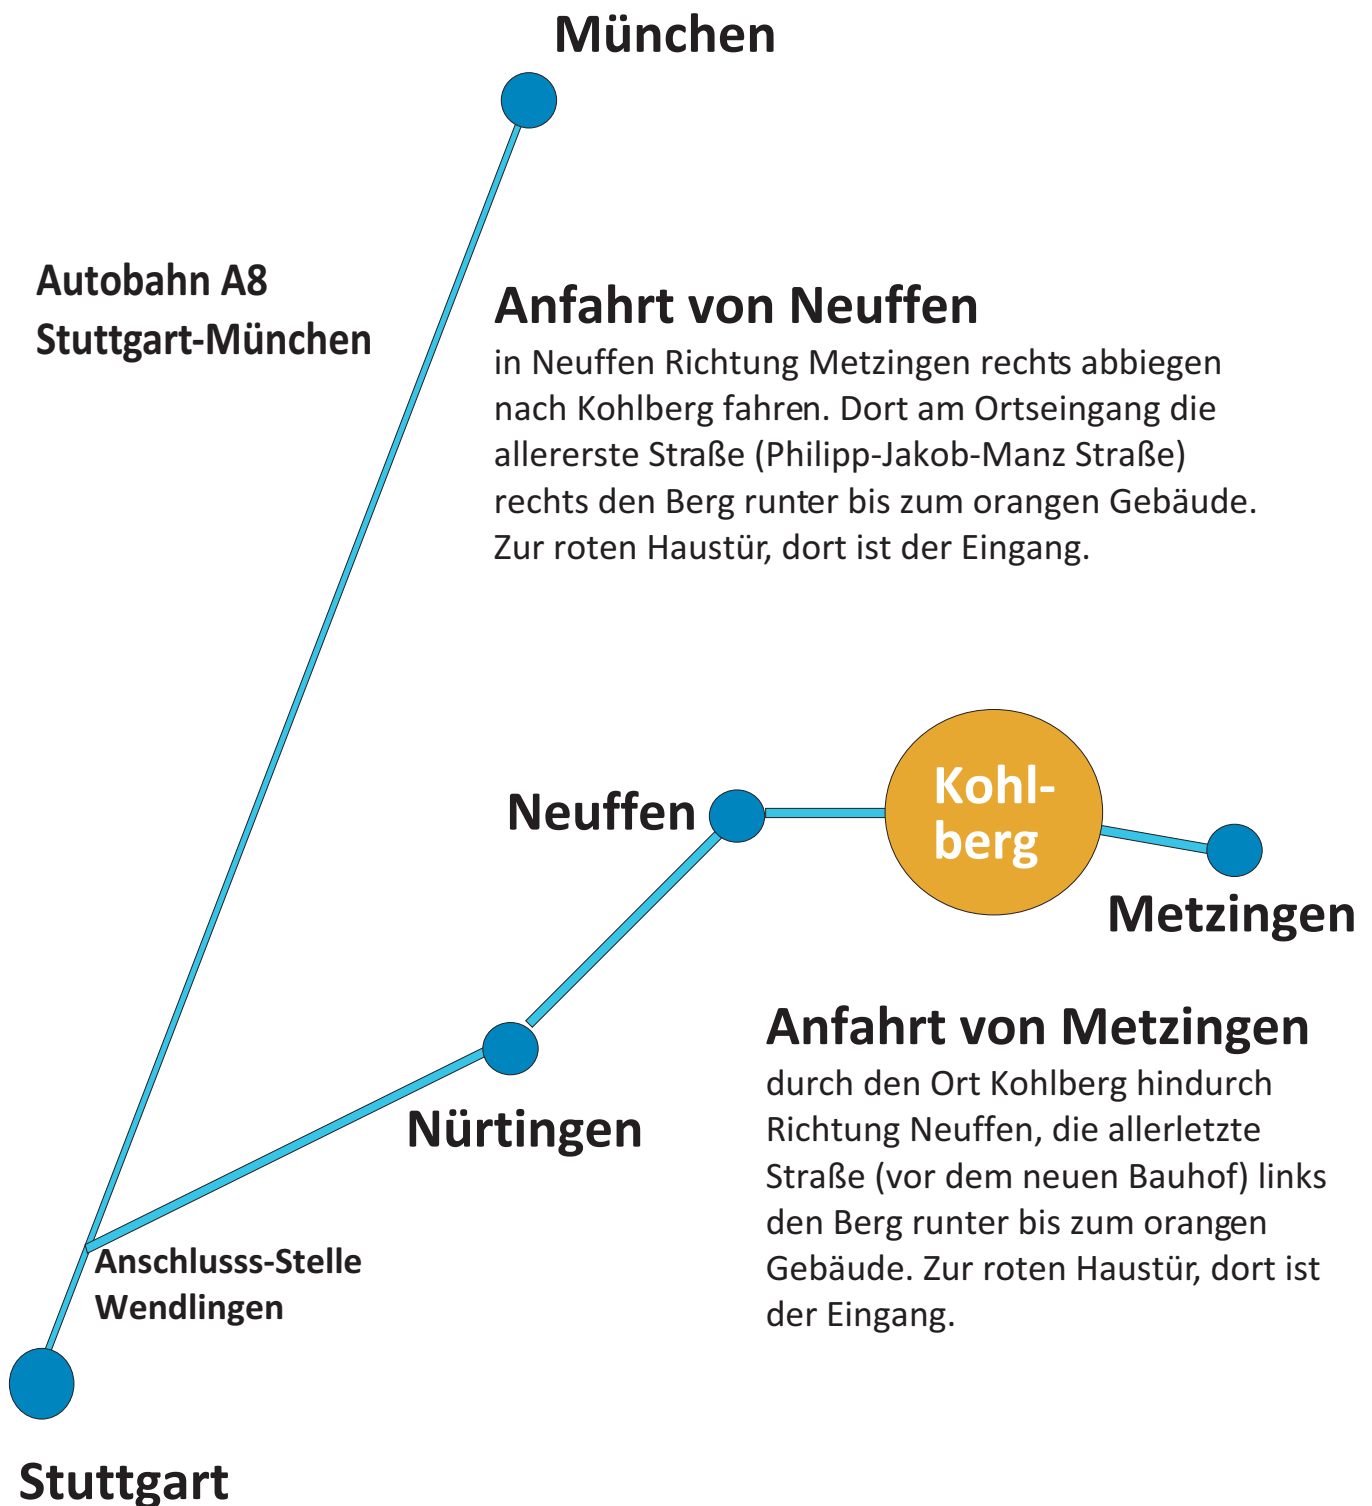 München
Autobahn A8
Stuttgart-München
Anfahrt von Neuffen
in Neuffen Richtung Metzingen rechts abbiegen
nach Kohlberg fahren. Dort am Ortseingang die
allererste Straße (Philipp-Jakob-Manz Straße)
rechts den Berg runter bis zum orangen Gebäude.
Zur roten Haustür, dort ist der Eingang.
Kohl-
berg
Neuffen
Metzingen
Nürtingen
Anfahrt von Metzingen
durch den Ort Kohlberg hindurch
Richtung Neuffen, die allerletzte
Straße (vor dem neuen Bauhof) links
den Berg runter bis zum orangen
Gebäude. Zur roten Haustür, dort ist
der Eingang.
Anschlusss-Stelle
Wendlingen
Stuttgart